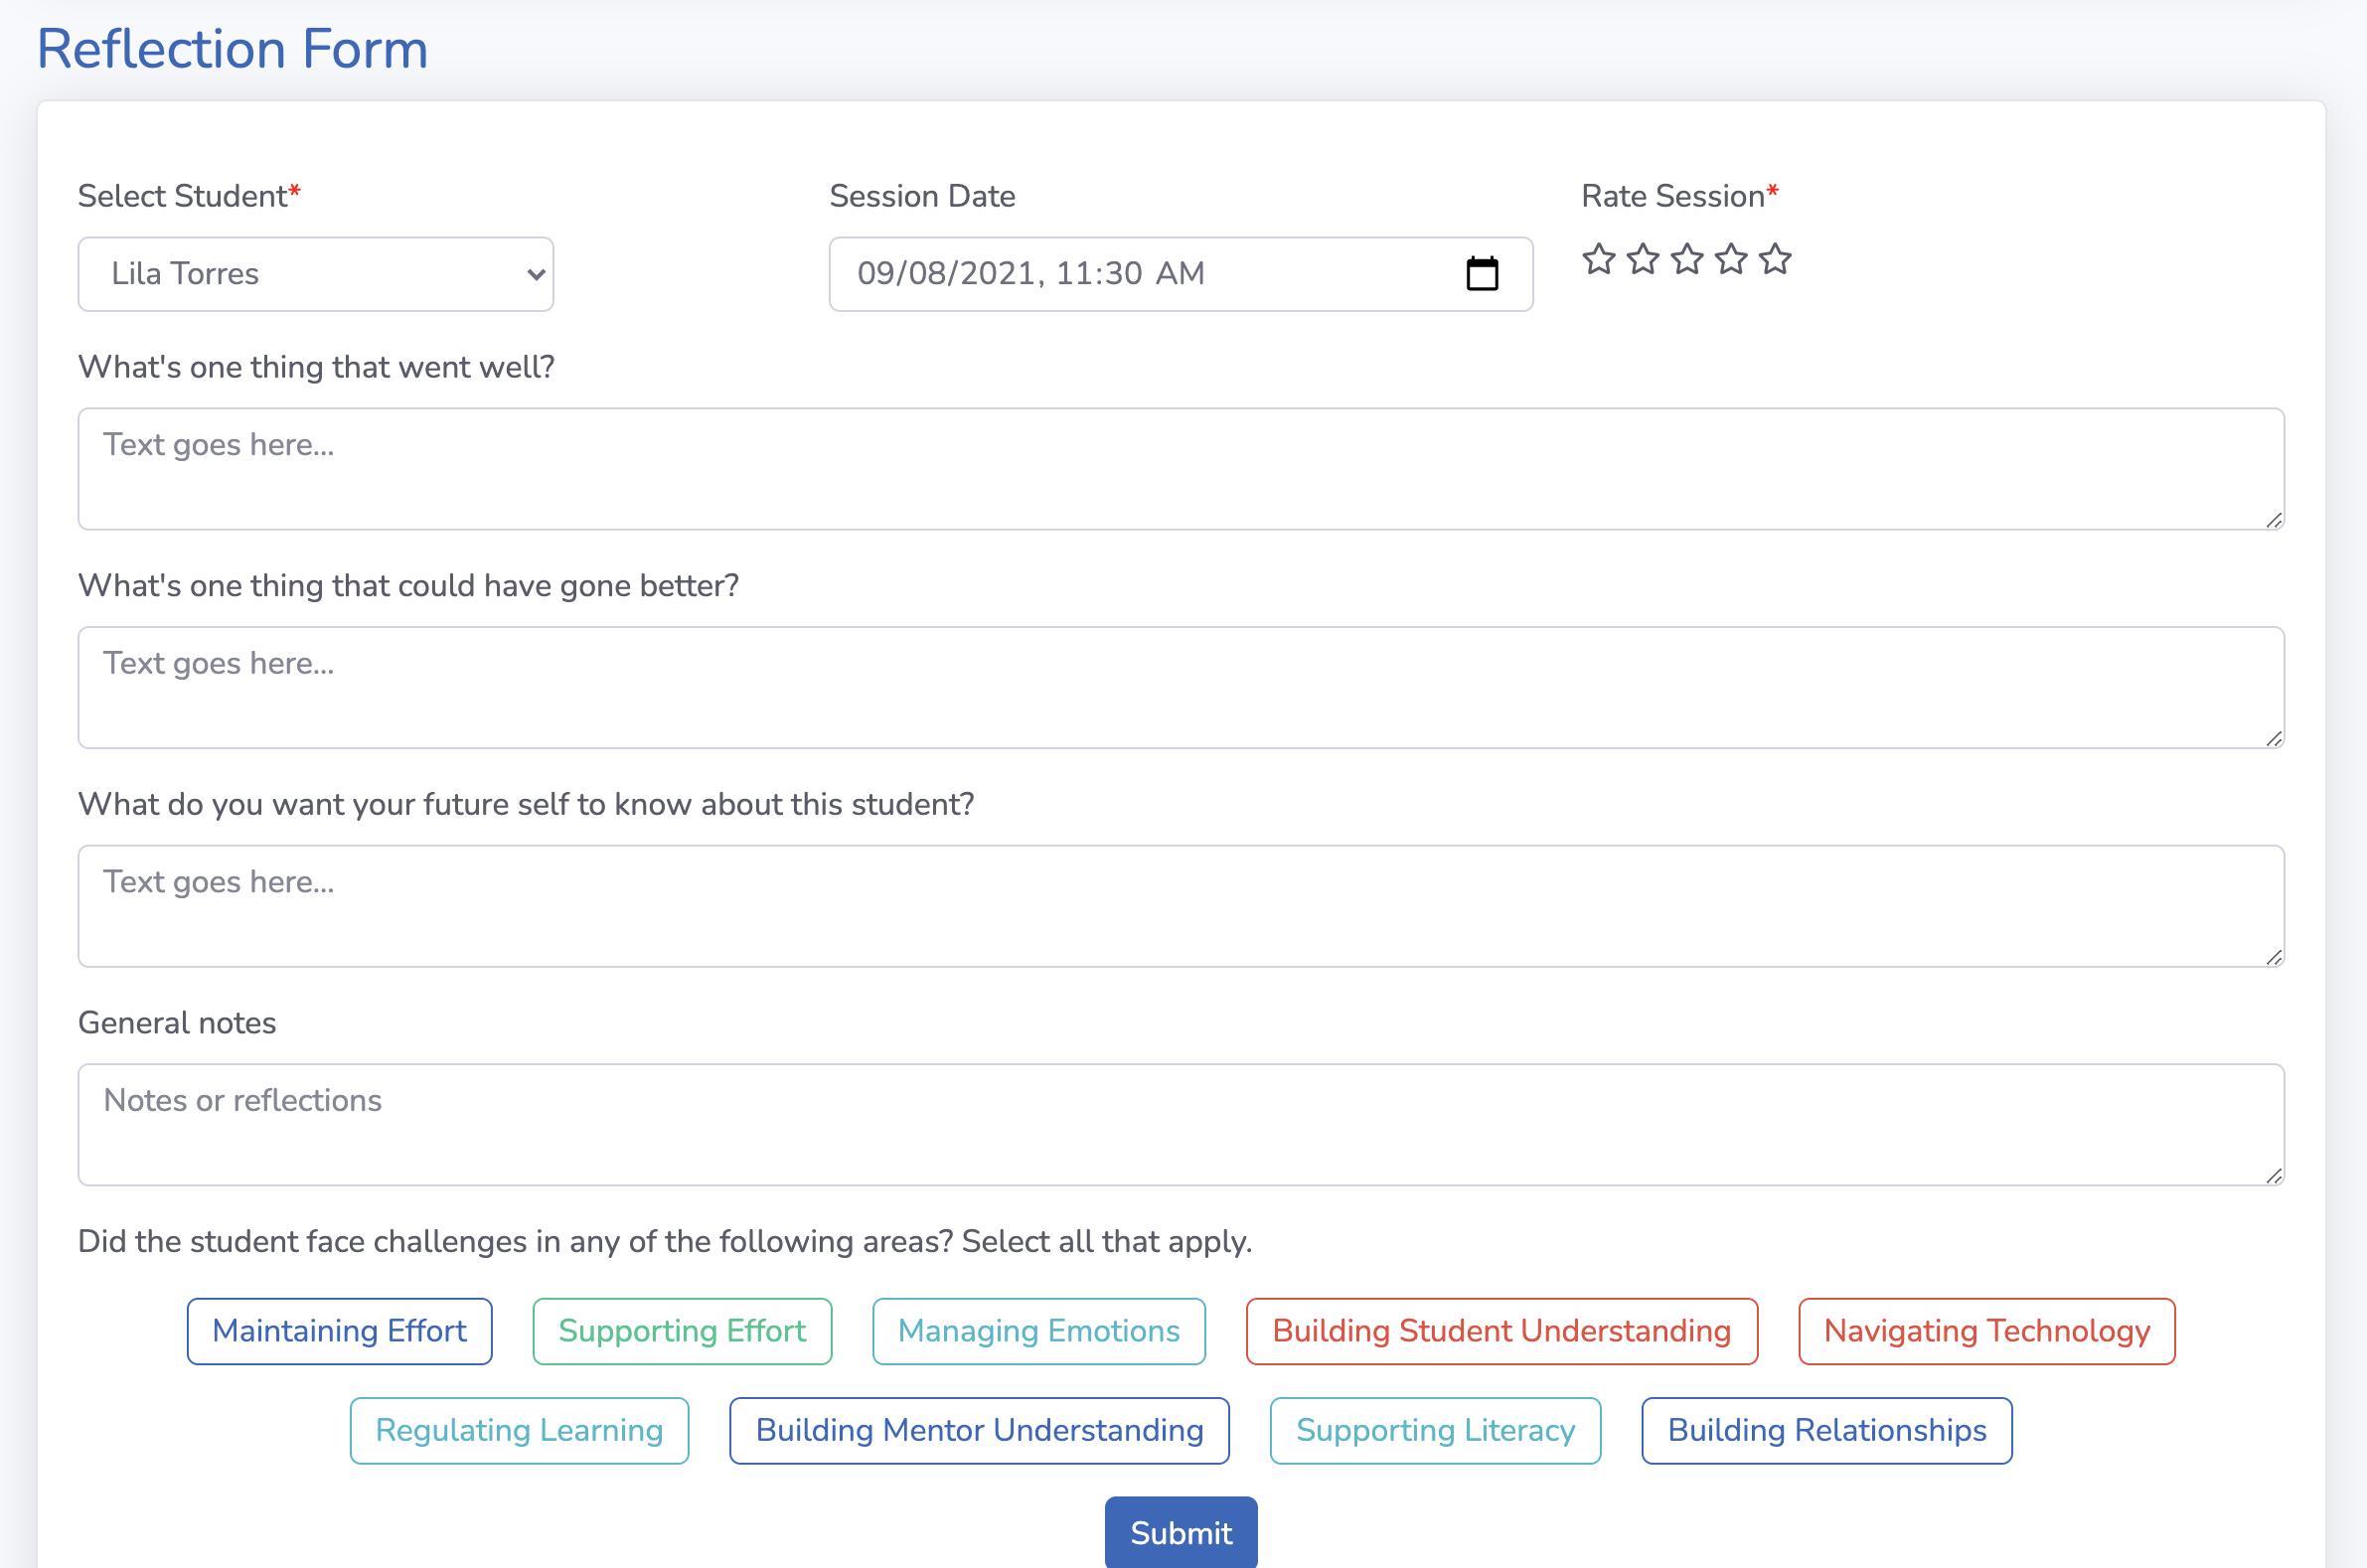 Reflection Form
Select Student*
Session Date
Rate Session*
Lila Torres
09/08/2021, 11:30 AM
What's one thing that went well?
Text goes here...
What's one thing that could have gone better?
Text goes here...
What do you want your future self to know about this student?
Text goes here...
General notes
Notes or reflections
Did the student face challenges in any of the following areas? Select all that apply.
Maintaining Effort
Supporting Effort
Managing Emotions
Building Student Understanding
Navigating Technology
Regulating Learning
Building Mentor Understanding
Supporting Literacy
Building Relationships
Submit